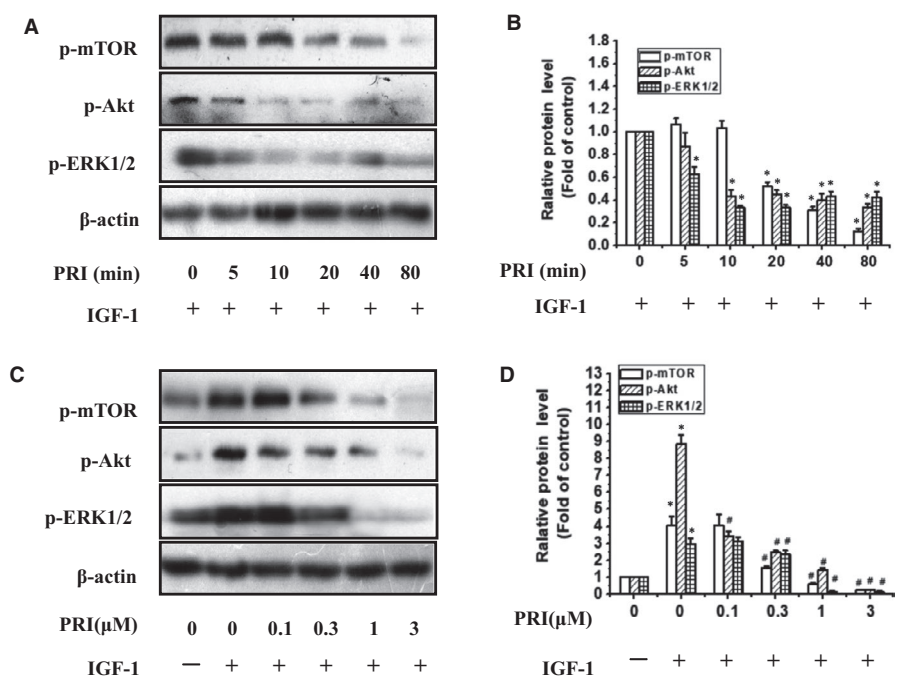 A
p-mTOR
p-Akt
p-ERK1/2
β-actin
PRI (min) 0 5 10 20 40 80
IGF-1 + + + + + +
B
Ralative protein level
(Fold of control)
1.8
1.6
1.4
1.2
1.0
0.8
0.6
0.4
0.2
0.0
p-mTOR
p-Akt
p-ERK1/2
*
* *
* * *
* * *
* * *
PRI (min) 0 5 10 20 40 80
IGF-1 + + + + + +
C
p-mTOR
p-Akt
p-ERK1/2
β-actin
PRI(μM) 0 0 0.1 0.3 1 3
IGF-1 — + + + + +
D
Ralative protein level
(Fold of control)
13
12
11
10
9
8
7
6
5
4
3
2
1
0
p-mTOR
p-Akt
p-ERK1/2
* * *
#
# # #
# # #
# # #
PRI(μM) 0 0 0.1 0.3 1 3
IGF-1 — + + + + +